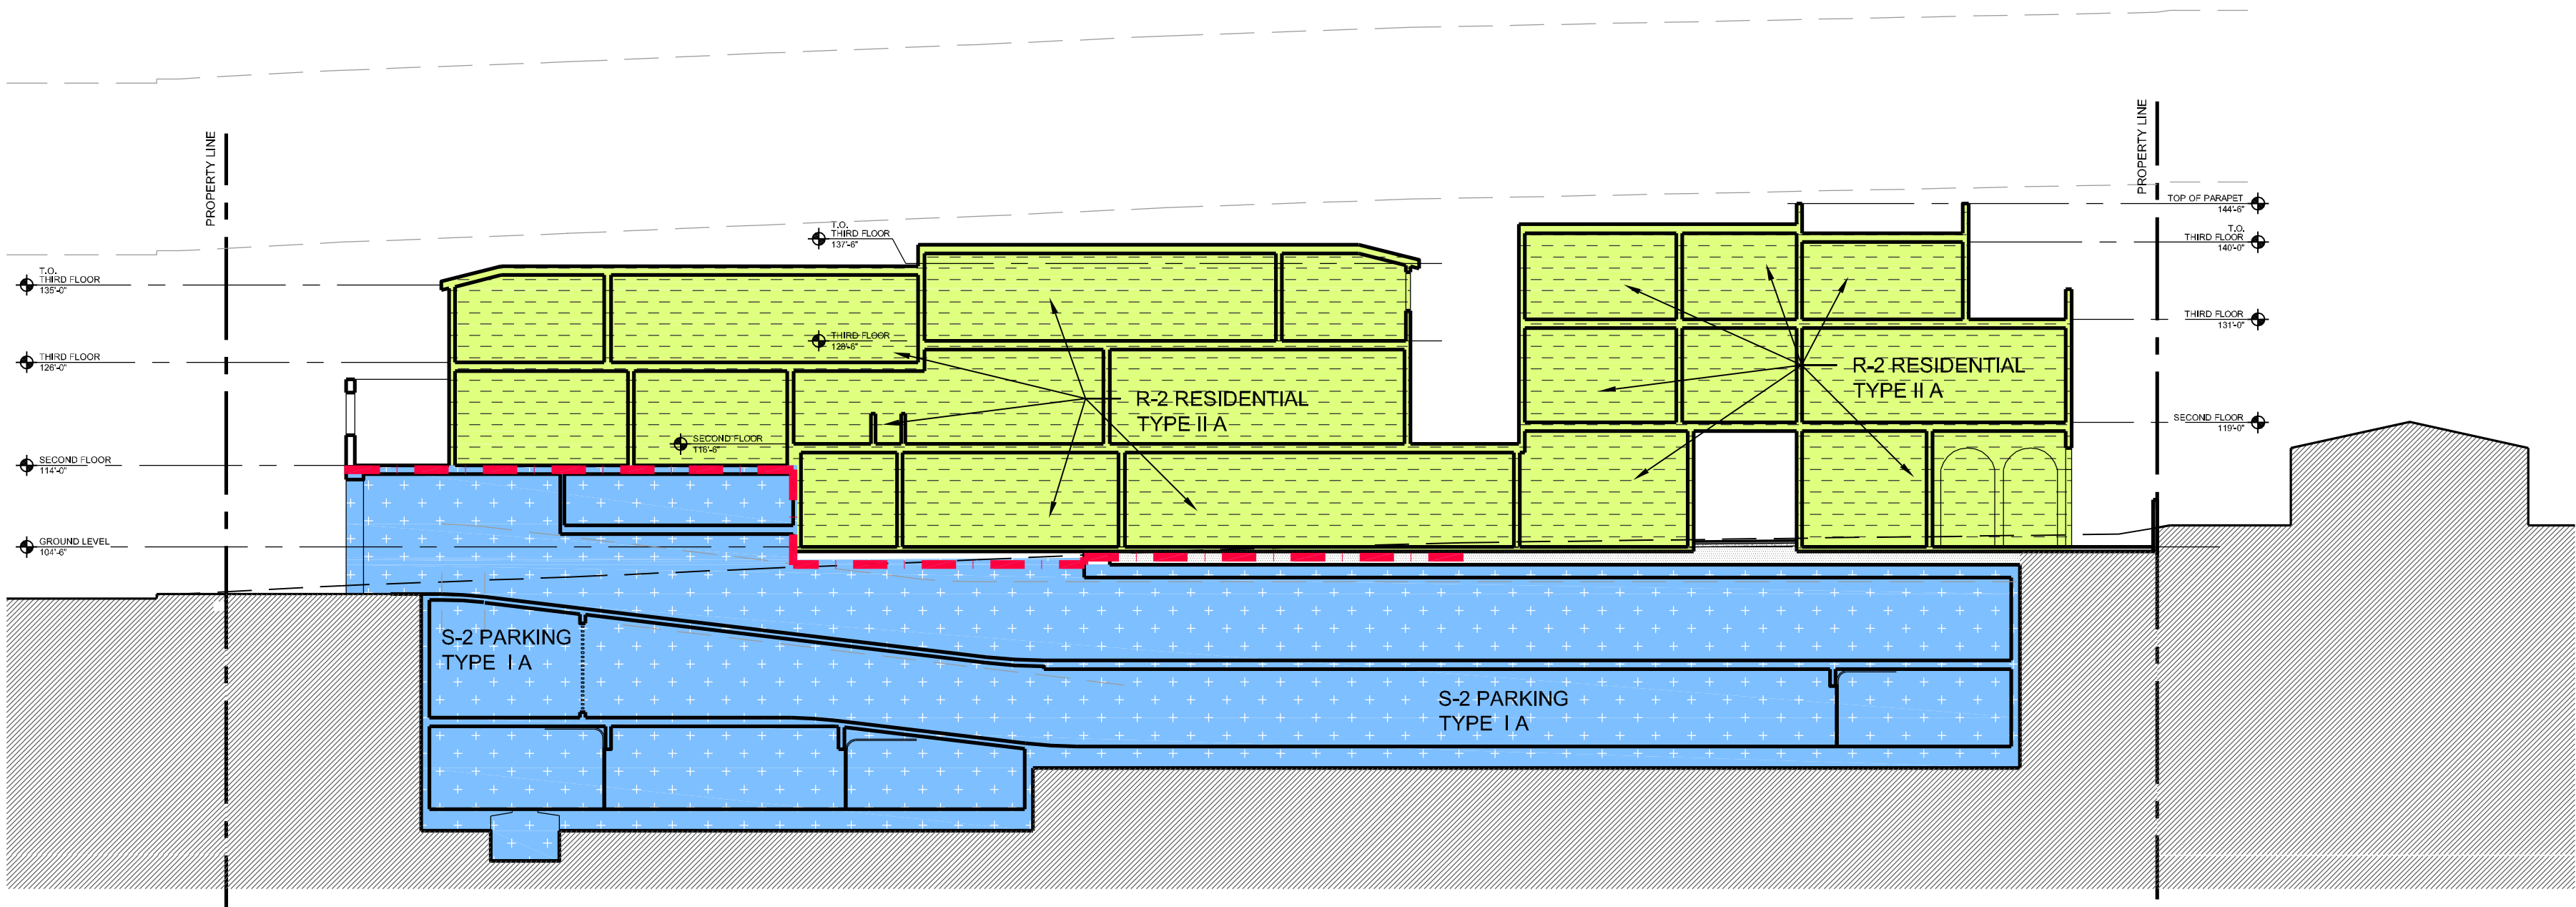 PROPERTY LINE
PROPERTY LINE
T.O.
THIRD FLOOR
135'-0"
THIRD FLOOR
126'-0"
SECOND FLOOR
114'-0"
GROUND LEVEL
104'-6"
T.O.
THIRD FLOOR
137'-6"
THIRD FLOOR
128'-6"
SECOND FLOOR
116'-6"
R-2 RESIDENTIAL
TYPE II A
R-2 RESIDENTIAL
TYPE II A
TOP OF PARAPET
144'-6"
T.O.
THIRD FLOOR
140'-0"
THIRD FLOOR
131'-0"
SECOND FLOOR
119'-0"
S-2 PARKING
TYPE I A
S-2 PARKING
TYPE I A